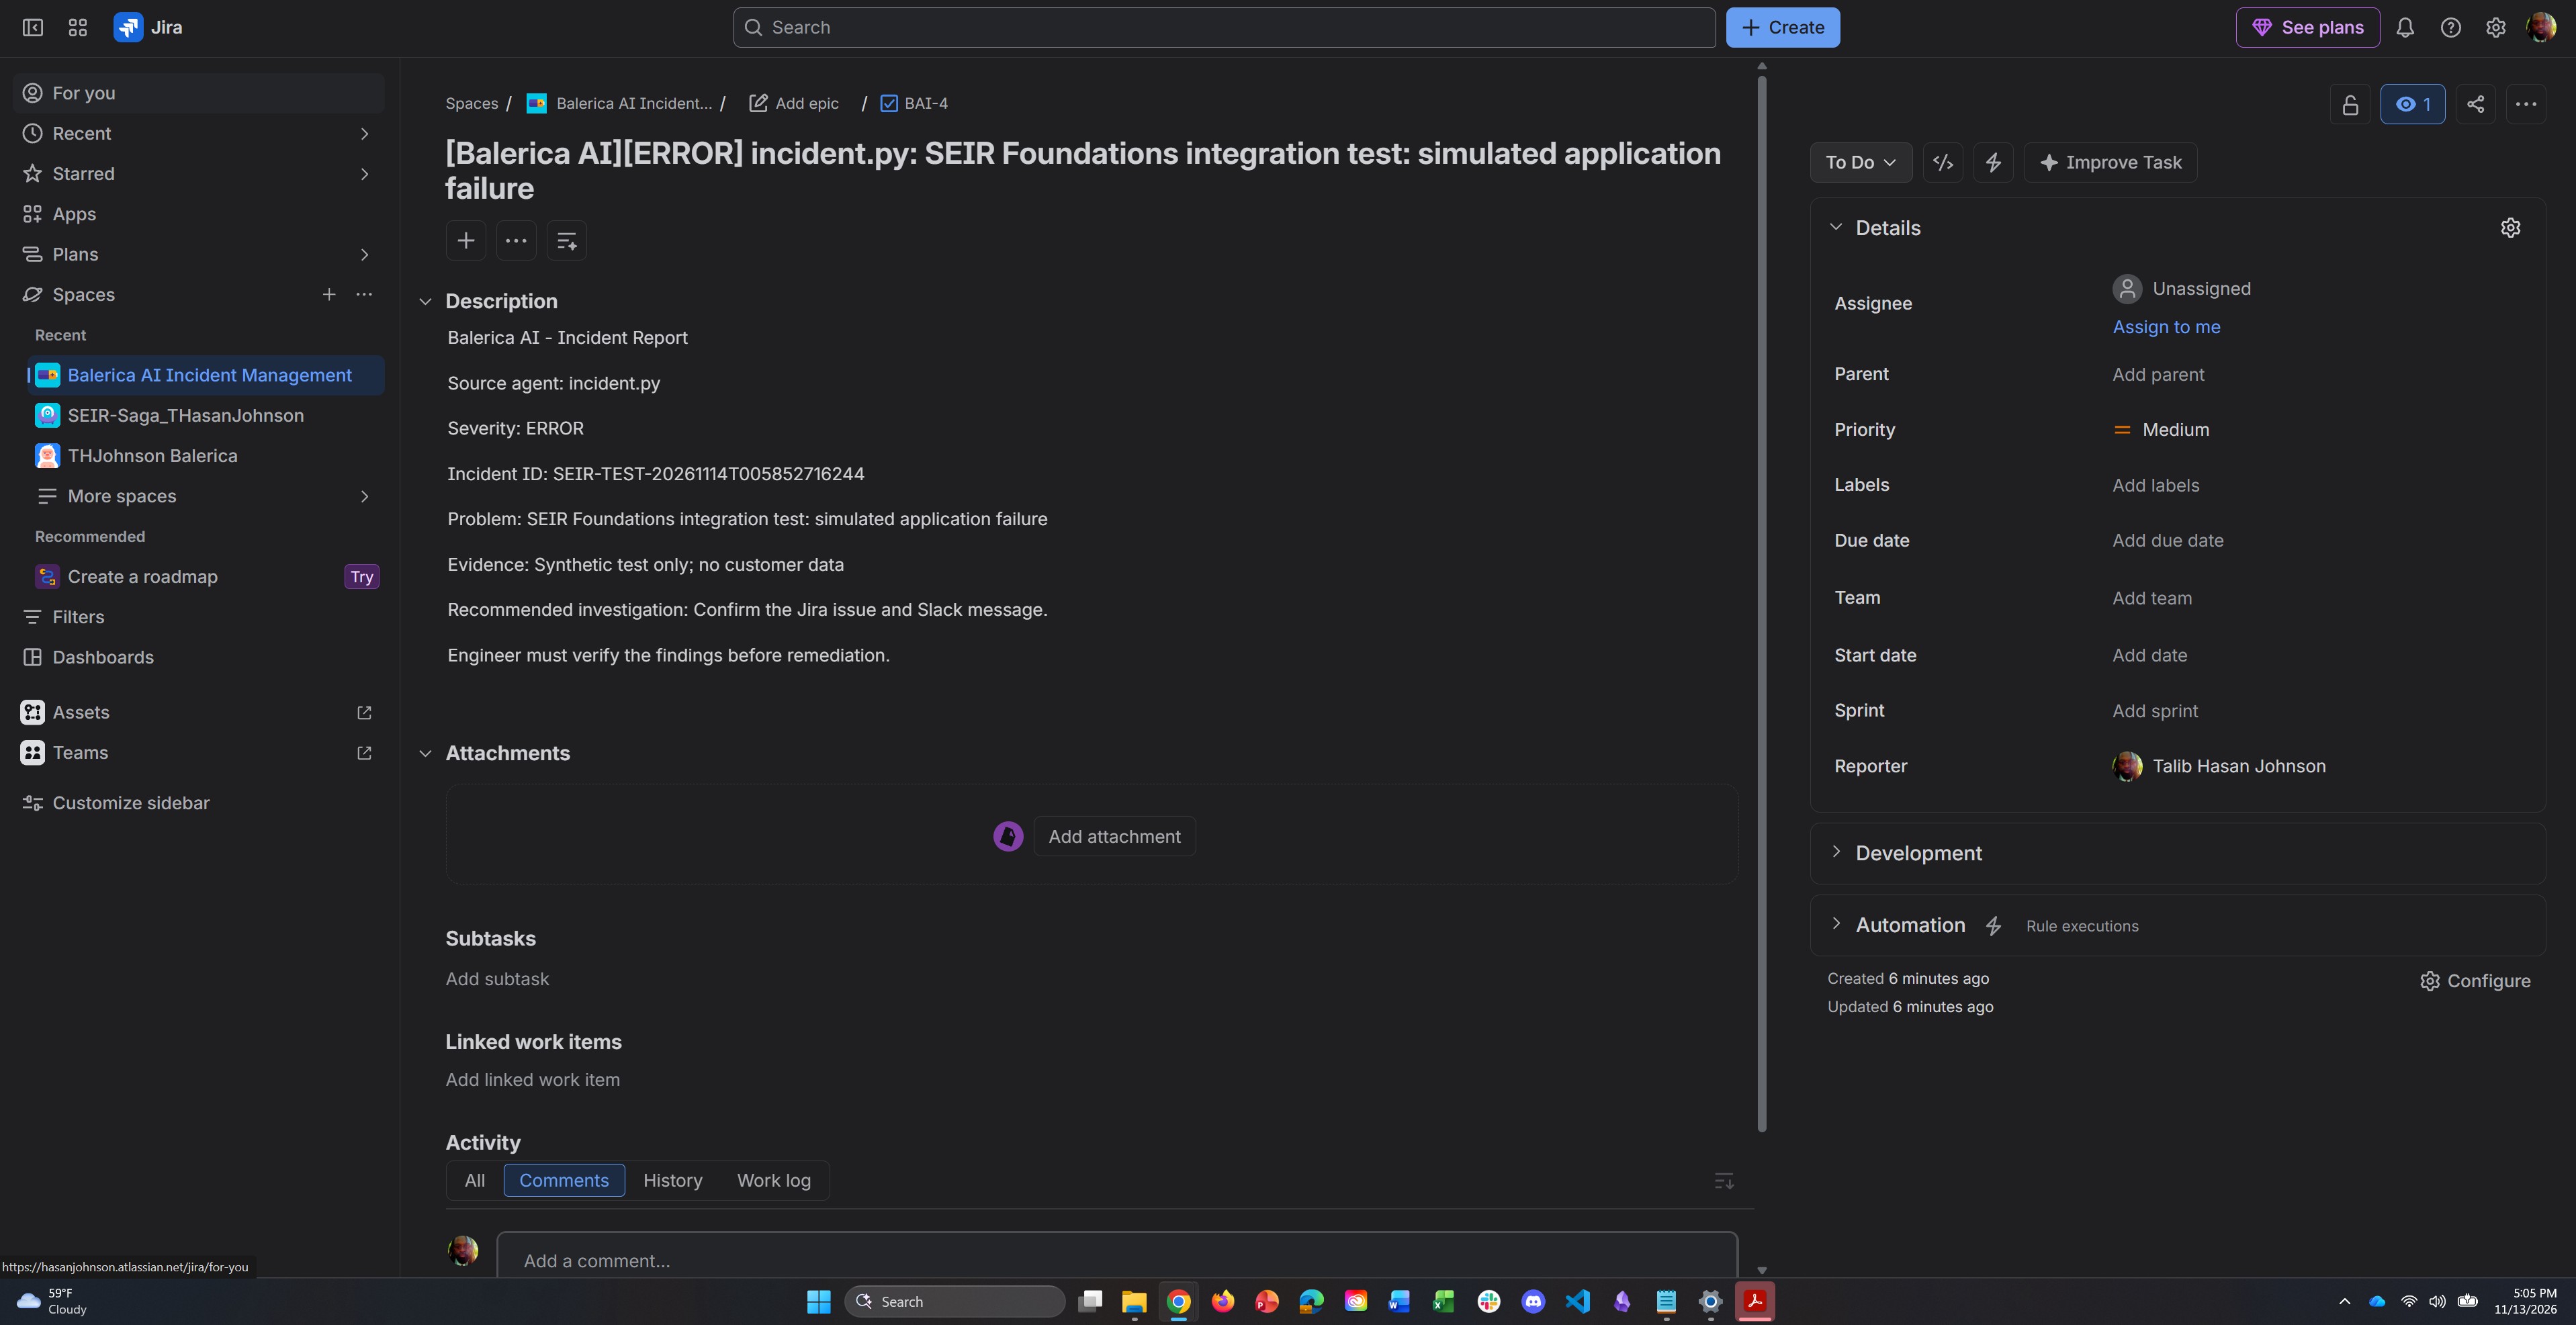 Jira
Search
Create
See plans
For you
Recent
Starred
Apps
Plans
Spaces
Recent
Balerica AI Incident Management
SEIR-Saga_THasanJohnson
THJohnson Balerica
More spaces
Recommended
Create a roadmap
Try
Filters
Dashboards
Assets
Teams
Customize sidebar
Spaces / Balerica AI Incident... / Add epic / BAI-4
[Balerica AI][ERROR] incident.py: SEIR Foundations integration test: simulated application
failure
Description
Balerica AI - Incident Report
Source agent: incident.py
Severity: ERROR
Incident ID: SEIR-TEST-20261114T005852716244
Problem: SEIR Foundations integration test: simulated application failure
Evidence: Synthetic test only; no customer data
Recommended investigation: Confirm the Jira issue and Slack message.
Engineer must verify the findings before remediation.
Attachments
Add attachment
Subtasks
Add subtask
Linked work items
Add linked work item
Activity
All Comments History Work log
Add a comment...
1
To Do
Improve Task
Details
Assignee Unassigned
Assign to me
Parent Add parent
Priority Medium
Labels Add labels
Due date Add due date
Team Add team
Start date Add date
Sprint Add sprint
Reporter Talib Hasan Johnson
Development
Automation Rule executions
Created 6 minutes ago
Configure
Updated 6 minutes ago
https://hasanjohnson.atlassian.net/jira/for-you
59°F
Cloudy
Search
5:05 PM
11/13/2026